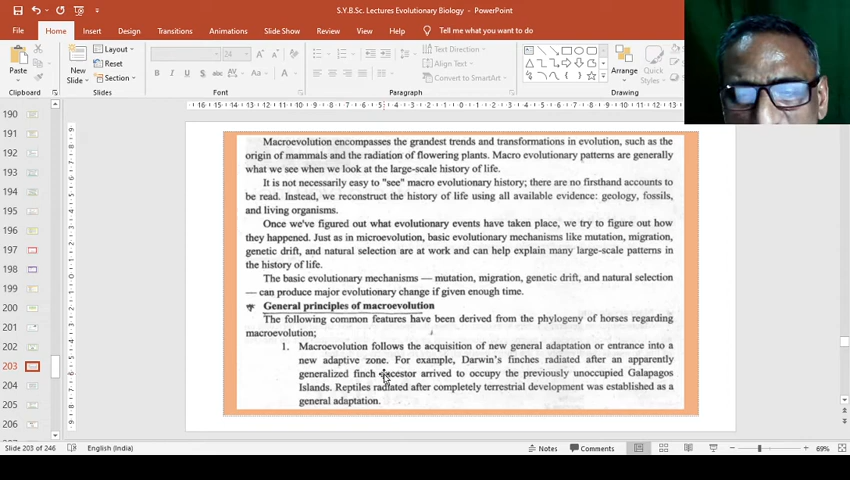 S.Y.B.Sc. Lectures Evolutionary Biology - PowerPoint
File Home Insert Design Transitions Animations Slide Show Review View Help Tell me what you want to do
Paste
New Slide
Layout
Reset
Section
Text Direction
Align Text
Convert to SmartArt
Arrange
Quick Styles
Clipboard Slides Font Paragraph Drawing
190
191
192
193
194
195
196
197
198
199
200
201
202
203
204
205
206
Macroevolution encompasses the grandest trends and transformations in evolution, such as the
origin of mammals and the radiation of flowering plants. Macro evolutionary patterns are generally
what we see when we look at the large-scale history of life.
It is not necessarily easy to "see" macro evolutionary history; there are no firsthand accounts to
be read. Instead, we reconstruct the history of life using all available evidence: geology, fossils,
and living organisms.
Once we've figured out what evolutionary events have taken place, we try to figure out how
they happened. Just as in microevolution, basic evolutionary mechanisms like mutation, migration,
genetic drift, and natural selection are at work and can help explain many large-scale patterns in
the history of life.
The basic evolutionary mechanisms — mutation, migration, genetic drift, and natural selection
— can produce major evolutionary change if given enough time.
General principles of macroevolution
The following common features have been derived from the phylogeny of horses regarding
macroevolution;
1. Macroevolution follows the acquisition of new general adaptation or entrance into a
new adaptive zone. For example, Darwin's finches radiated after an apparently
generalized finch ancestor arrived to occupy the previously unoccupied Galapagos
Islands. Reptiles radiated after completely terrestrial development was established as a
general adaptation.
Slide 203 of 246 English (India) Notes Comments 69%